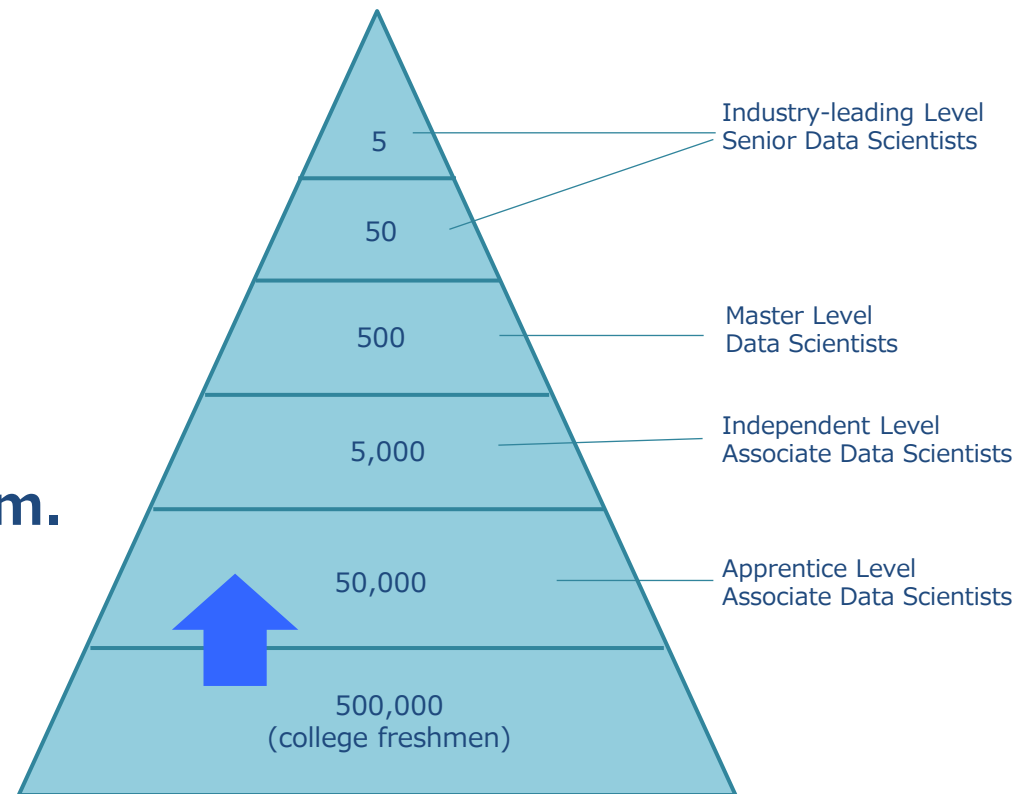 5
Industry-leading Level
Senior Data Scientists
50
500
Master Level
Data Scientists
5,000
Independent Level
Associate Data Scientists
m.
50,000
Apprentice Level
Associate Data Scientists
500,000
(college freshmen)